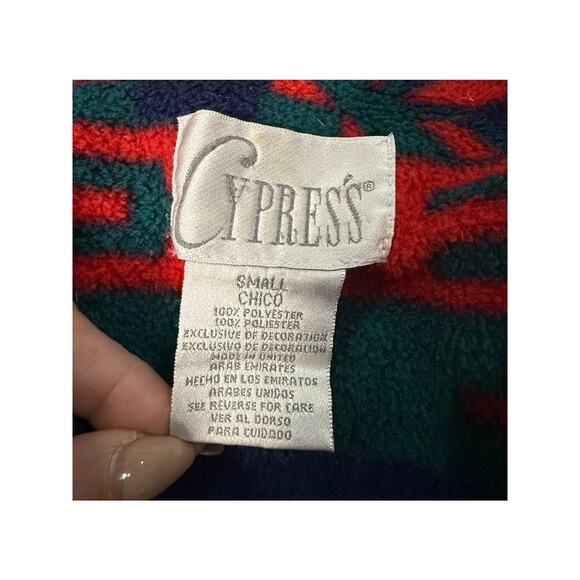 CYPRESS®
SMALL
CHICO
100% POLYESTER
100% POLIESTER
EXCLUSIVE OF DECORATION
EXCLUSIVO DE DECORACION
MADE IN UNITED
ARAB EMIRATES
HECHO EN LOS EMIRATOS
ARABES UNIDOS
SEE REVERSE FOR CARE
VER AL DORSO
PARA CUIDADO